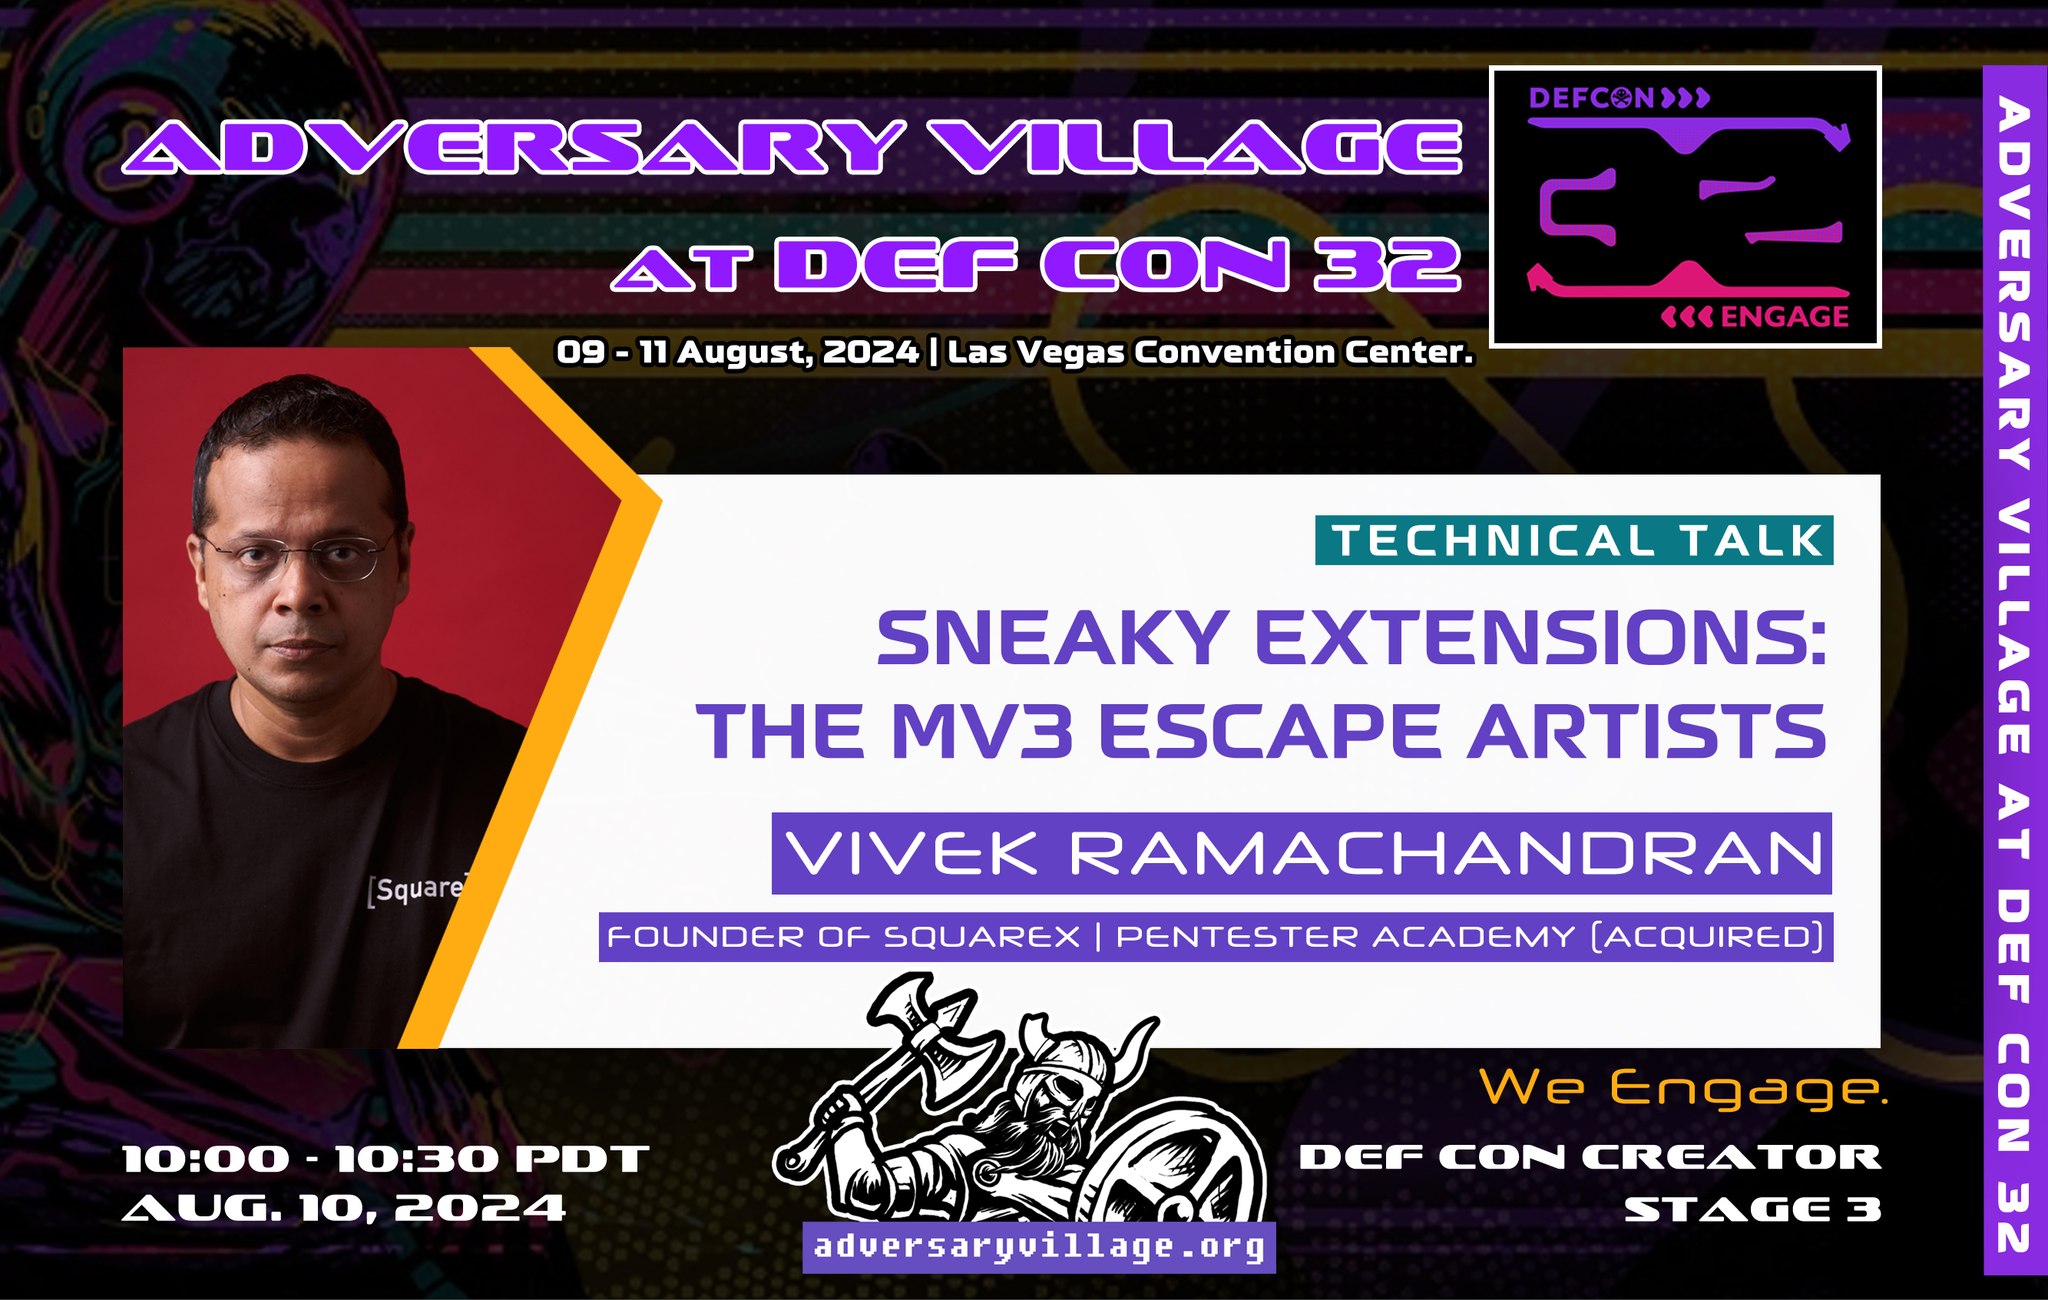 ADVERSARY VILLAGE
AT DEF CON 32
09 - 11 August, 2024 | Las Vegas Convention Center.
DEFCON
32
ENGAGE
TECHNICAL TALK
SNEAKY EXTENSIONS:
THE MV3 ESCAPE ARTISTS
VIVEK RAMACHANDRAN
FOUNDER OF SQUAREX | PENTESTER ACADEMY (ACQUIRED)
[Square
We Engage.
10:00 - 10:30 PDT
AUG. 10, 2024
DEF CON CREATOR
STAGE 3
adversaryvillage.org
ADVERSARY VILLAGE AT DEF CON 32